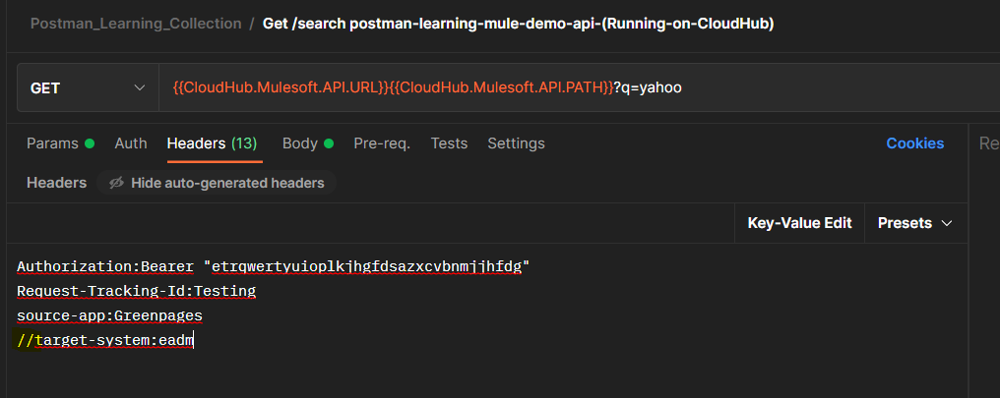 Postman_Learning_Collection / Get /search postman-learning-mule-demo-api-(Running-on-CloudHub)
GET {{CloudHub.Mulesoft.API.URL}}{{CloudHub.Mulesoft.API.PATH}}?q=yahoo
Params Auth Headers (13) Body Pre-req. Tests Settings Cookies Re
Headers Hide auto-generated headers
Key-Value Edit Presets
Authorization:Bearer "etrqwertyuioplkjhgfdsazxcvbnmjjhfdg"
Request-Tracking-Id:Testing
source-app:Greenpages
//target-system:eadm